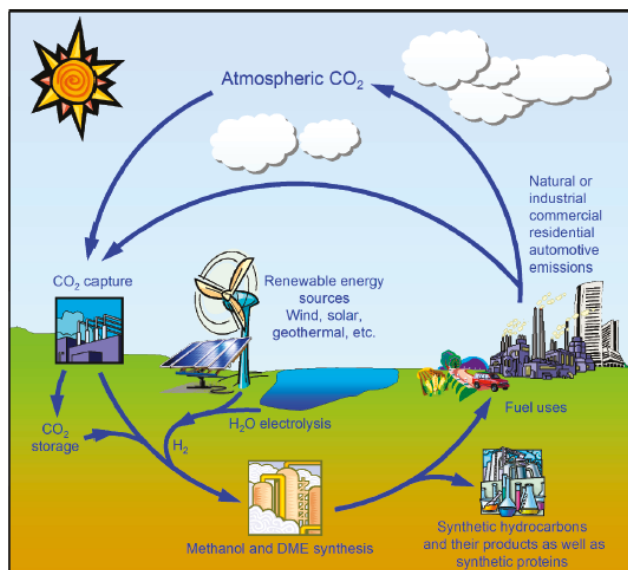 Atmospheric CO₂
Natural or
industrial
commercial
residential
automotive
emissions
CO₂ capture
Renewable energy
sources
Wind, solar,
geothermal, etc.
Fuel uses
CO₂
storage
H₂O electrolysis
H₂
Methanol and DME synthesis
Synthetic hydrocarbons
and their products as well as
synthetic proteins